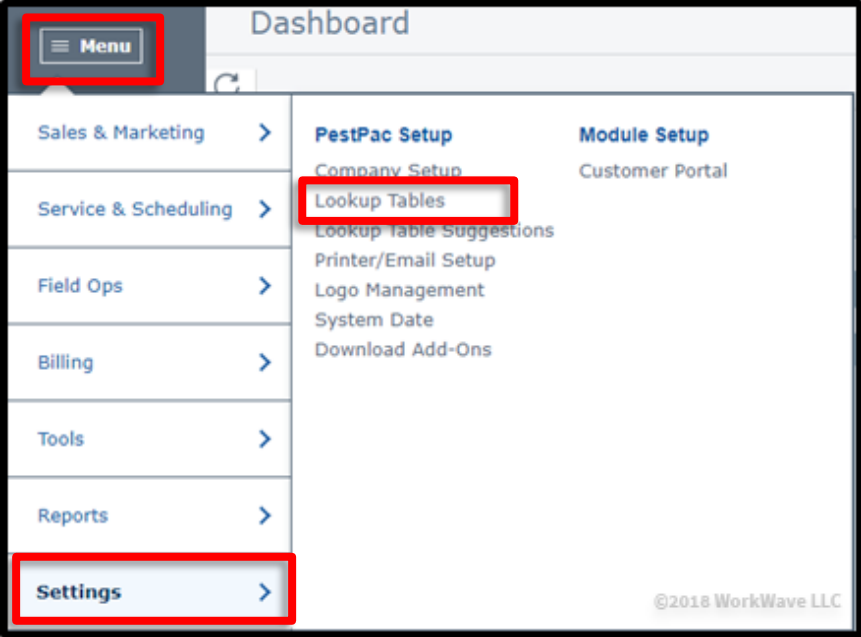 Menu
Dashboard
Sales & Marketing
Service & Scheduling
Field Ops
Billing
Tools
Reports
Settings
PestPac Setup
Company Setup
Lookup Tables
Lookup Table Suggestions
Printer/Email Setup
Logo Management
System Date
Download Add-Ons
Module Setup
Customer Portal
©2018 WorkWave LLC